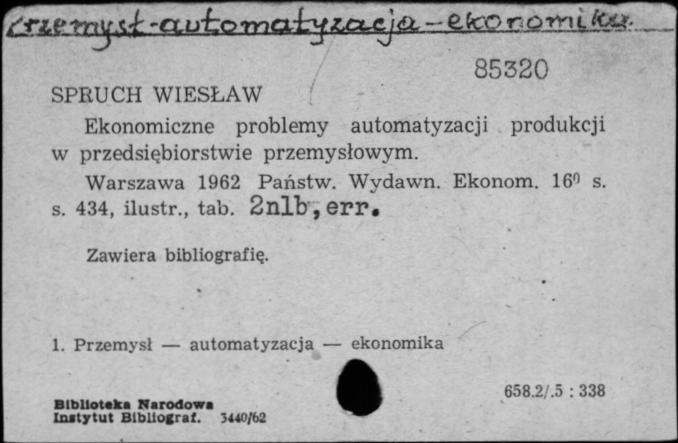 Przemysł-automatyzacja-ekonomika.
85320
SPRUCH WIESŁAW
Ekonomiczne problemy automatyzacji produkcji
w przedsiębiorstwie przemysłowym.
Warszawa 1962 Państw. Wydawn. Ekonom. 16⁰ s.
s. 434, ilustr., tab. 2nlb, err.
Zawiera bibliografię.
1. Przemysł — automatyzacja — ekonomika
658.2/.5 : 338
Biblioteka Narodowa
Instytut Bibliograf. 3440/62